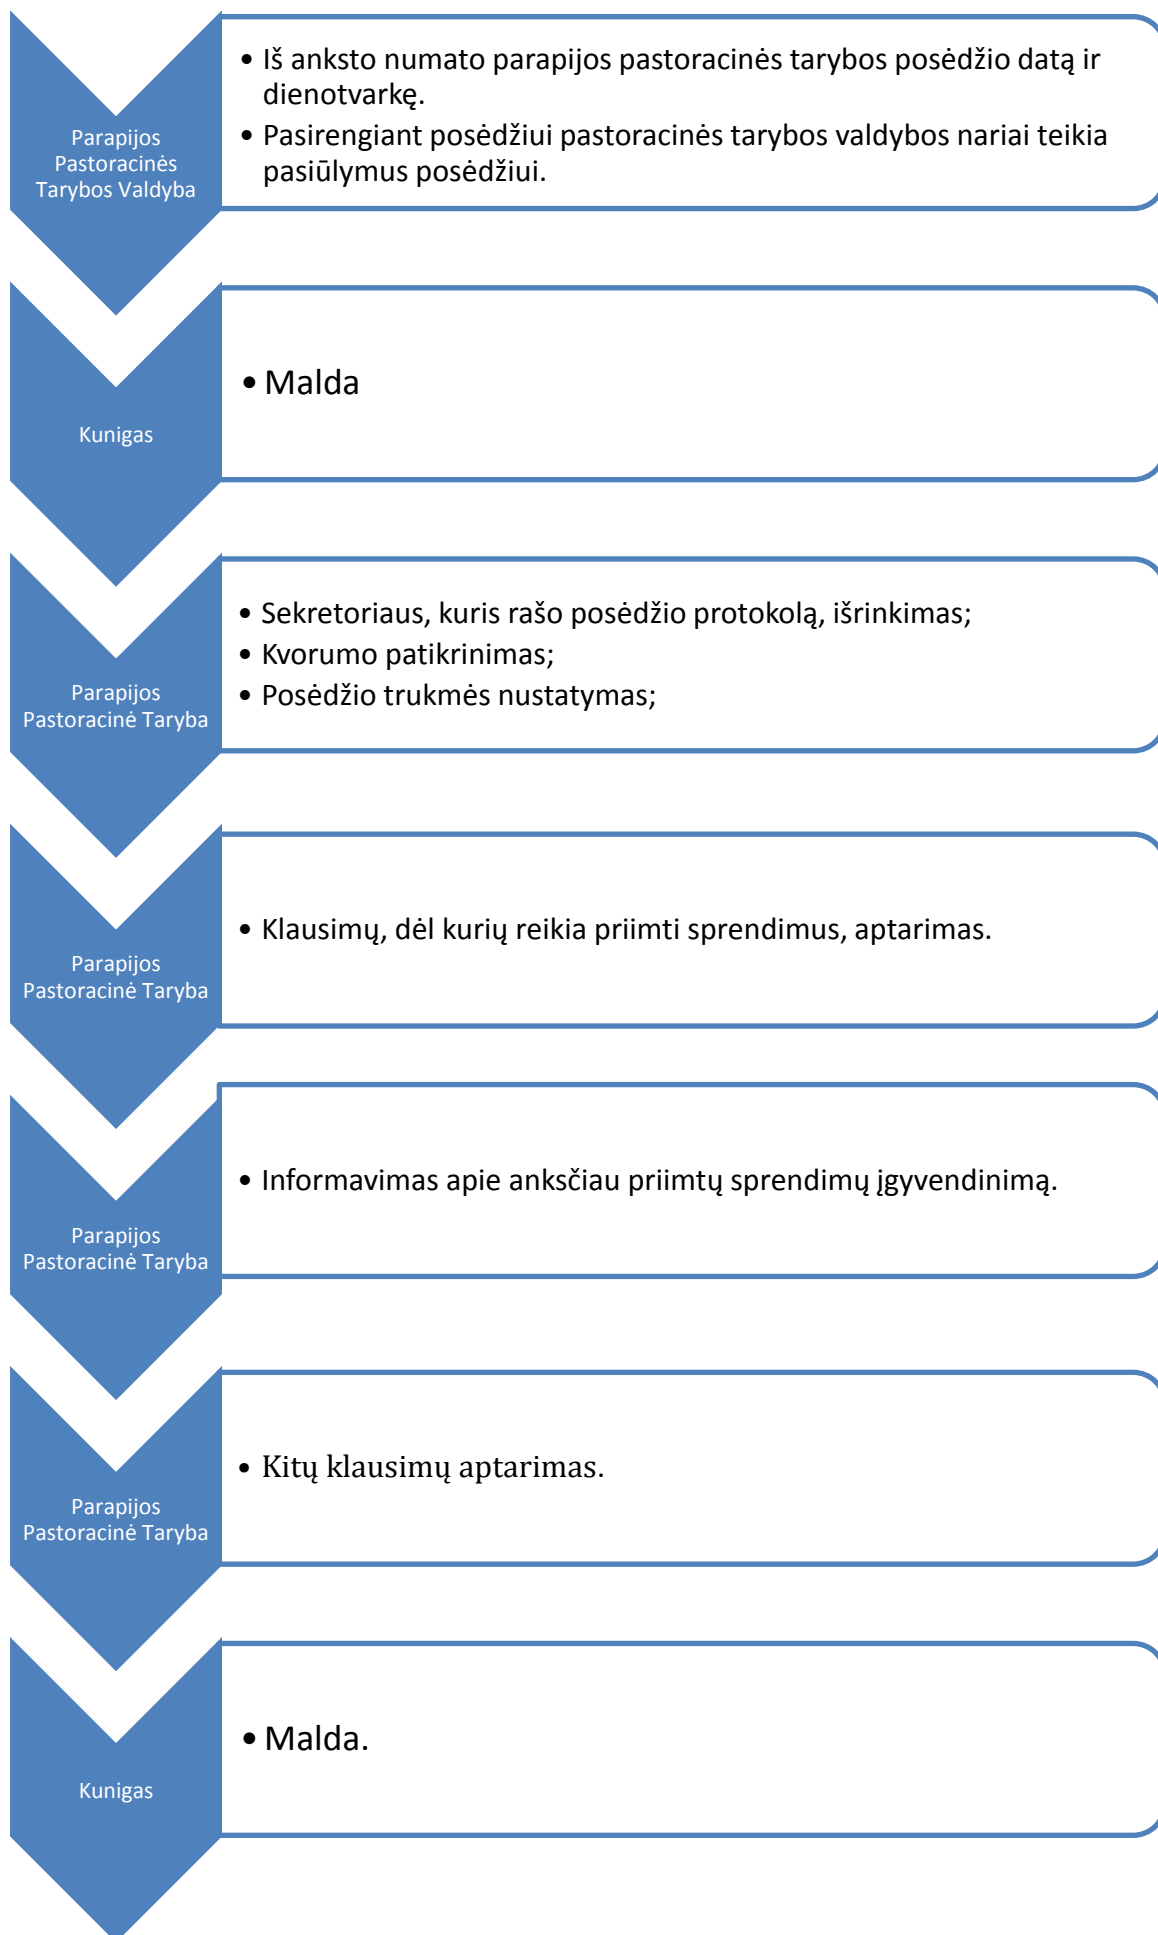 Parapijos
Pastoracinės
Tarybos Valdyba
• Iš anksto numato parapijos pastoracinės tarybos posėdžio datą ir
dienotvarkę.
• Pasirengiant posėdžiui pastoracinės tarybos valdybos nariai teikia
pasiūlymus posėdžiui.
Kunigas
• Malda
Parapijos
Pastoracinė Taryba
• Sekretoriaus, kuris rašo posėdžio protokolą, išrinkimas;
• Kvorumo patikrinimas;
• Posėdžio trukmės nustatymas;
Parapijos
Pastoracinė Taryba
• Klausimų, dėl kurių reikia priimti sprendimus, aptarimas.
Parapijos
Pastoracinė Taryba
• Informavimas apie anksčiau priimtų sprendimų įgyvendinimą.
Parapijos
Pastoracinė Taryba
• Kitų klausimų aptarimas.
Kunigas
• Malda.